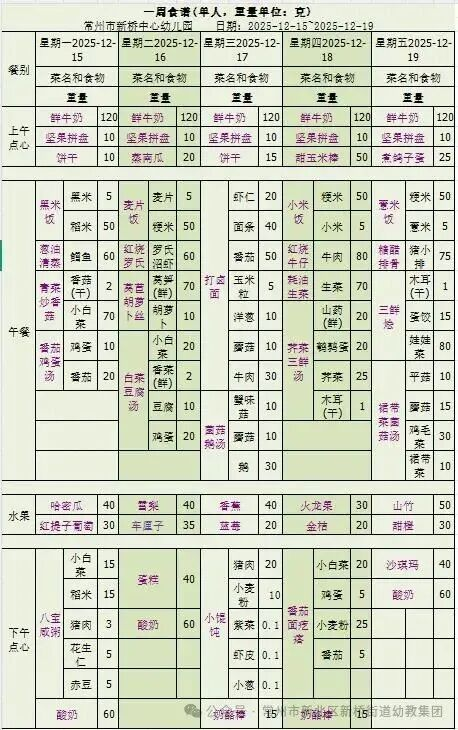 一周食谱(单人，重量单位：克)
常州市新桥中心幼儿园 日期：2025-12-15~2025-12-19
餐别 星期一2025-12-15 星期二2025-12-16 星期三2025-12-17 星期四2025-12-18 星期五2025-12-19
菜名和食物 菜名和食物 菜名和食物 菜名和食物 菜名和食物
重量 重量 重量 重量 重量
上午点心
鲜牛奶 120 鲜牛奶 120 鲜牛奶 120 鲜牛奶 120 鲜牛奶 120
坚果拼盘 10 坚果拼盘 10 坚果拼盘 10 坚果拼盘 10 坚果拼盘 10
饼干 10 蒸南瓜 20 饼干 15 甜玉米棒 50 煮鸽子蛋 25
午餐
黑米饭 黑米 5 麦片饭 麦片 5 打卤面 虾仁 20 小米饭 粳米 50 薏米饭 粳米 50
稻米 50 粳米 50 面条 40 小米 5 薏米 5
葱油清蒸 鳕鱼 60 红烧罗氏 罗氏沼虾 60 番茄 50 红烧牛仔 牛肉 80 糖醋排骨 猪小排 75
青菜炒香菇 香菇(干) 2 莴苣胡萝卜丝 莴笋(鲜) 70 玉米粒 5 耗油生菜 生菜 70 三鲜烩 木耳(干) 1
小白菜 70 胡萝卜 10 洋葱 10 荠菜三鲜汤 山药(鲜) 20 蛋饺 15
番茄鸡蛋汤 鸡蛋 10 白菜豆腐汤 小白菜 20 蘑菇 10 鹌鹑蛋 20 娃娃菜 80
番茄 20 香菜(鲜) 2 牛肉 30 荠菜 25 平菇 10
豆腐 10 菌菇鹅汤 蟹味菇 10 木耳(干) 1 裙带菜菌菇汤 蘑菇 15
鸡蛋 20 蘑菇 10 鸡毛菜 30
鹅 30 裙带菜 10
水果
哈密瓜 40 雪梨 40 香蕉 40 火龙果 30 山竹 50
红提子葡萄 30 车厘子 35 蓝莓 20 金桔 20 甜橙 30
下午点心
八宝咸粥 小白菜 15 蛋糕 40 小馄饨 猪肉 20 番茄面疙瘩 小白菜 20 沙琪玛 40
稻米 15 小麦粉 10 鸡蛋 5 酸奶 60
猪肉 3 酸奶 60 紫菜 0.1 小麦粉 25
花生仁 5 虾皮 0.1 番茄 5
赤豆 5 小葱 0.1
酸奶 60 奶酪棒 15 奶酪棒 15
公众号 · 常州市新北区新桥街道幼教集团